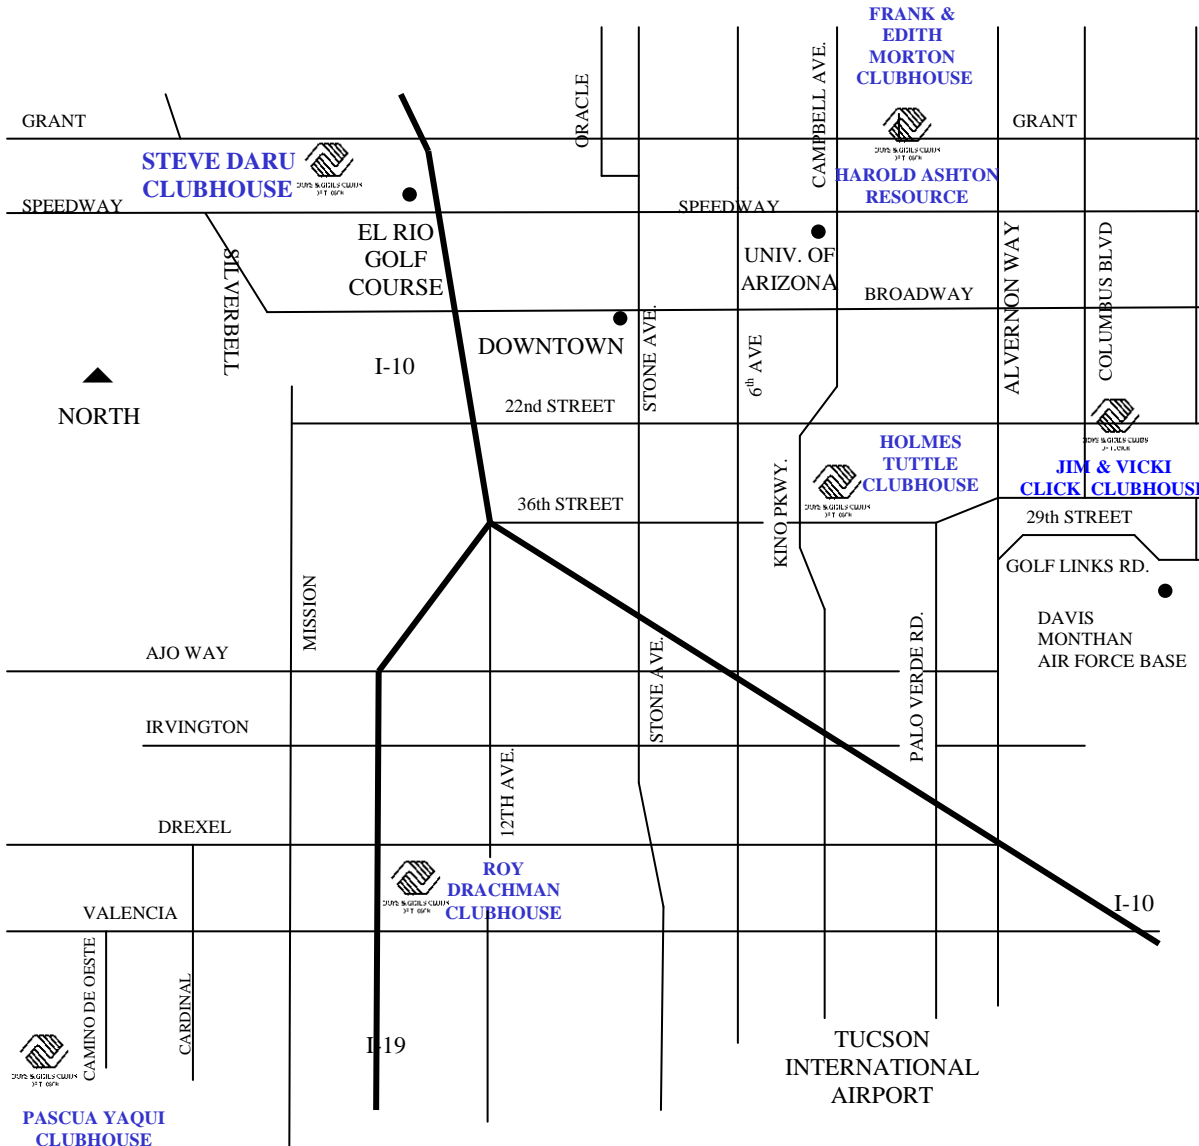 FRANK &
EDITH
MORTON
CLUBHOUSE
GRANT
ORACLE
CAMPBELL AVE.
GRANT
STEVE DARU
CLUBHOUSE
HAROLD ASHTON
RESOURCE
SPEEDWAY
SPEEDWAY
EL RIO
GOLF
COURSE
SILVERBELL
UNIV. OF
ARIZONA
ALVERNON WAY
COLUMBUS BLVD
BROADWAY
DOWNTOWN
STONE AVE.
6th AVE
I-10
NORTH
22nd STREET
HOLMES
TUTTLE
CLUBHOUSE
JIM & VICKI
CLICK CLUBHOUSE
KINO PKWY.
36th STREET
29th STREET
GOLF LINKS RD.
MISSION
DAVIS
MONTHAN
AIR FORCE BASE
AJO WAY
STONE AVE.
PALO VERDE RD.
IRVINGTON
12TH AVE.
DREXEL
ROY
DRACHMAN
CLUBHOUSE
VALENCIA
I-10
CAMINO DE OESTE
CARDINAL
I-19
TUCSON
INTERNATIONAL
AIRPORT
PASCUA YAQUI
CLUBHOUSE